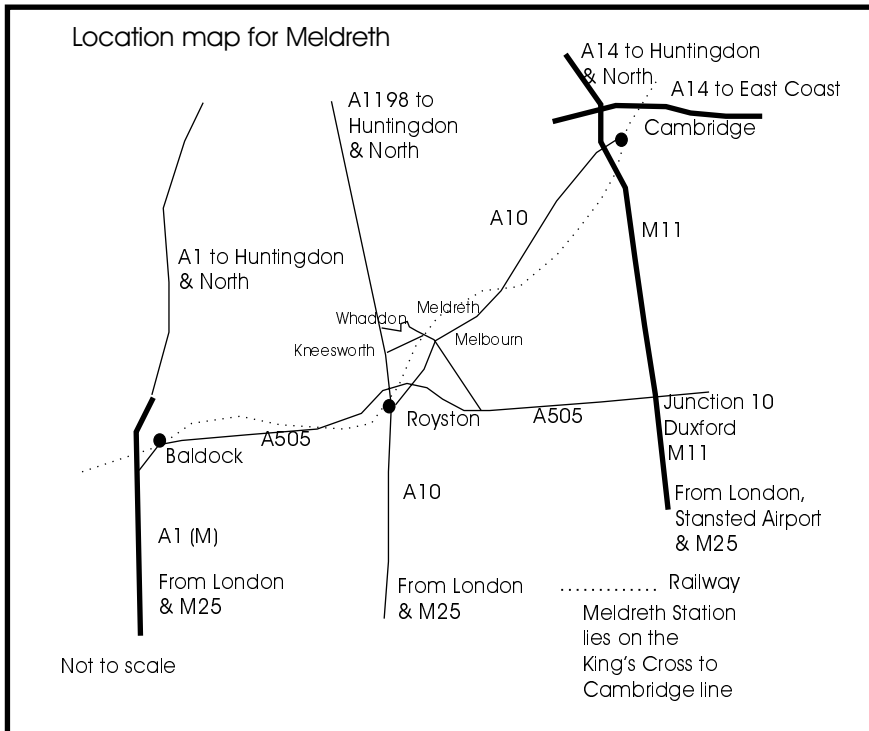 Location map for Meldreth
A14 to Huntingdon
& North
A14 to East Coast
Cambridge
A1198 to
Huntingdon
& North
A10
M11
A1 to Huntingdon
& North
Meldreth
Whaddon
Melbourn
Kneesworth
Junction 10
Duxford
M11
Royston
A505
A505
Baldock
A10
From London,
Stansted Airport
& M25
A1 (M)
From London
& M25
From London
& M25
Railway
Meldreth Station
lies on the
King's Cross to
Cambridge line
Not to scale